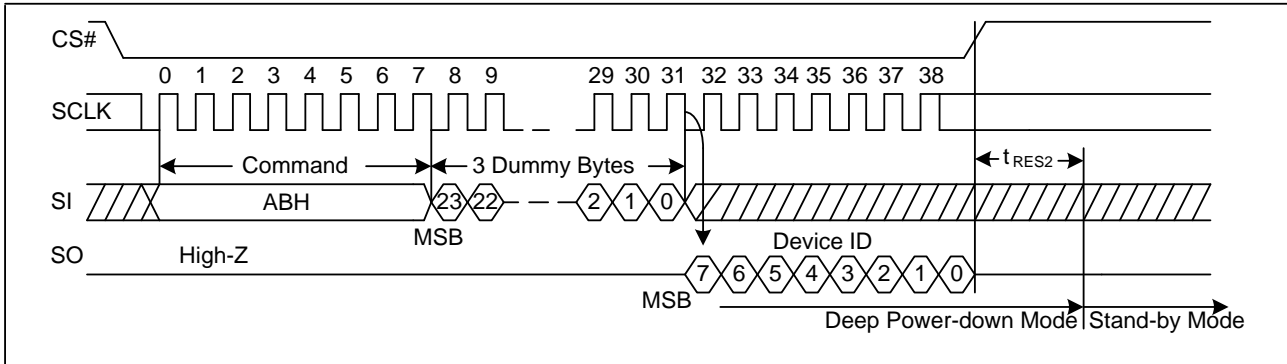 CS#
0 1 2 3 4 5 6 7 8 9 29 30 31 32 33 34 35 36 37 38
SCLK
Command 3 Dummy Bytes tRES2
SI ABH 23 22 2 1 0
MSB
SO High-Z Device ID
7 6 5 4 3 2 1 0
MSB
Deep Power-down Mode Stand-by Mode